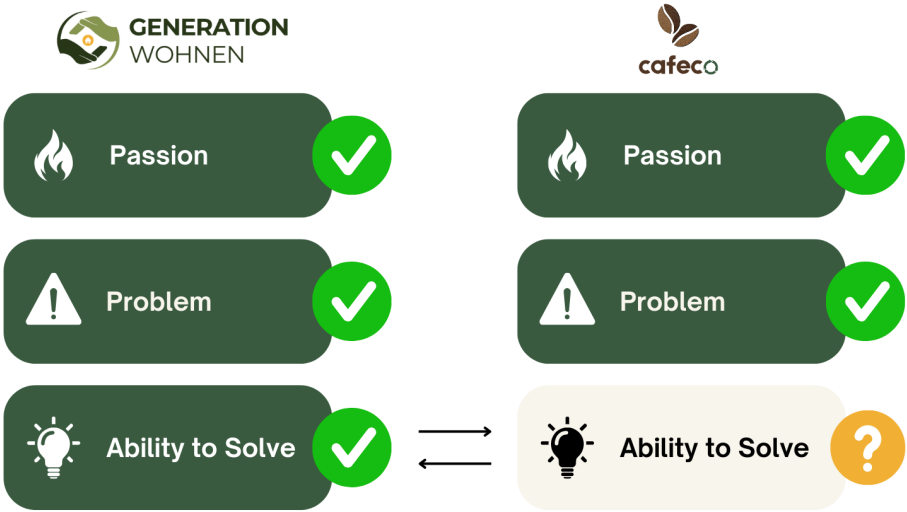 GENERATION
WOHNEN
cafeco
Passion
Passion
Problem
Problem
Ability to Solve
Ability to Solve
?